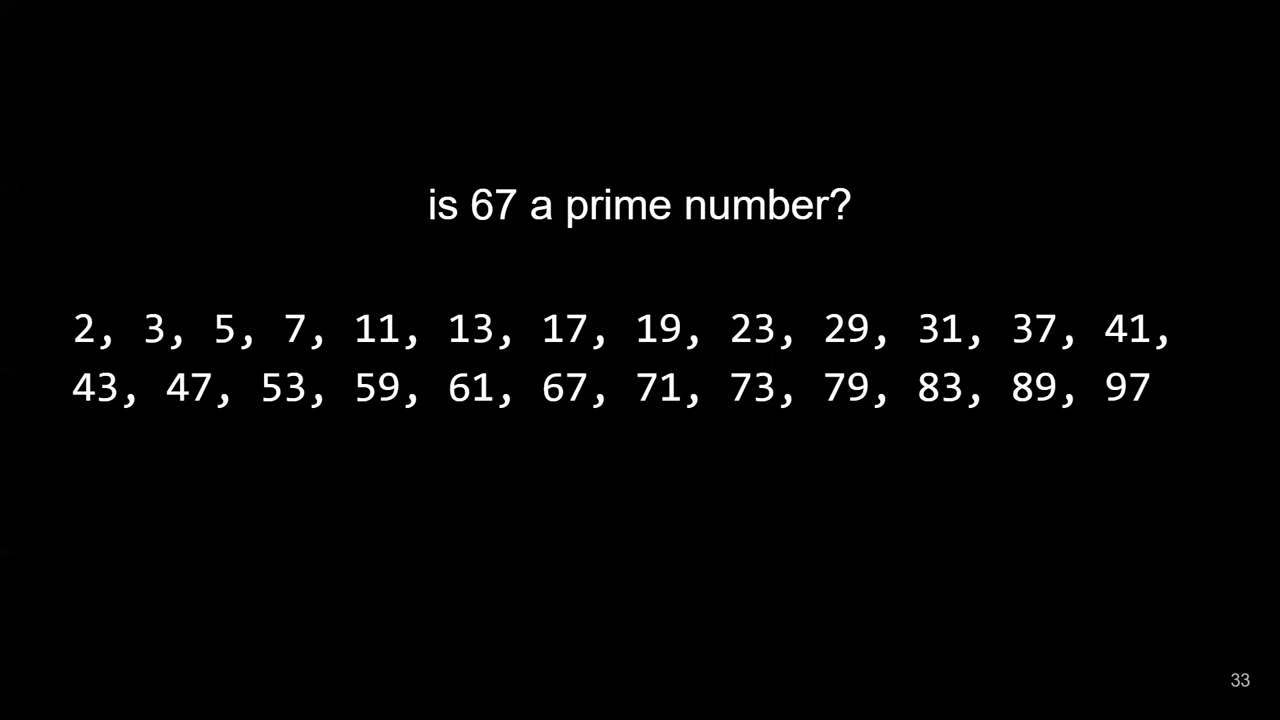 is 67 a prime number?
2, 3, 5, 7, 11, 13, 17, 19, 23, 29, 31, 37, 41,
43, 47, 53, 59, 61, 67, 71, 73, 79, 83, 89, 97
33